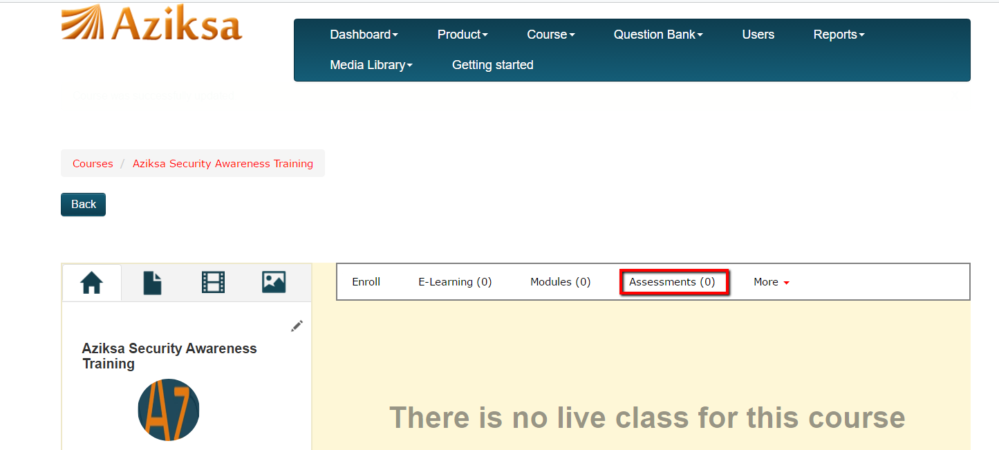 Aziksa
Dashboard Product Course Question Bank Users Reports
Media Library Getting started
Courses / Aziksa Security Awareness Training
Back
Enroll E-Learning (0) Modules (0) Assessments (0) More
Aziksa Security Awareness
Training
A7
There is no live class for this course